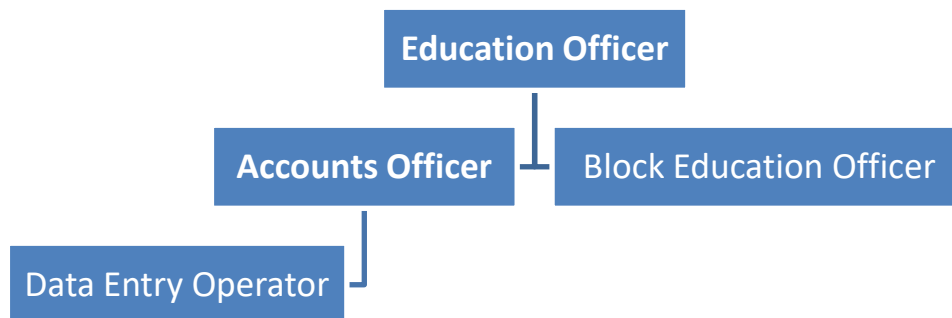 Education Officer
Accounts Officer
Block Education Officer
Data Entry Operator